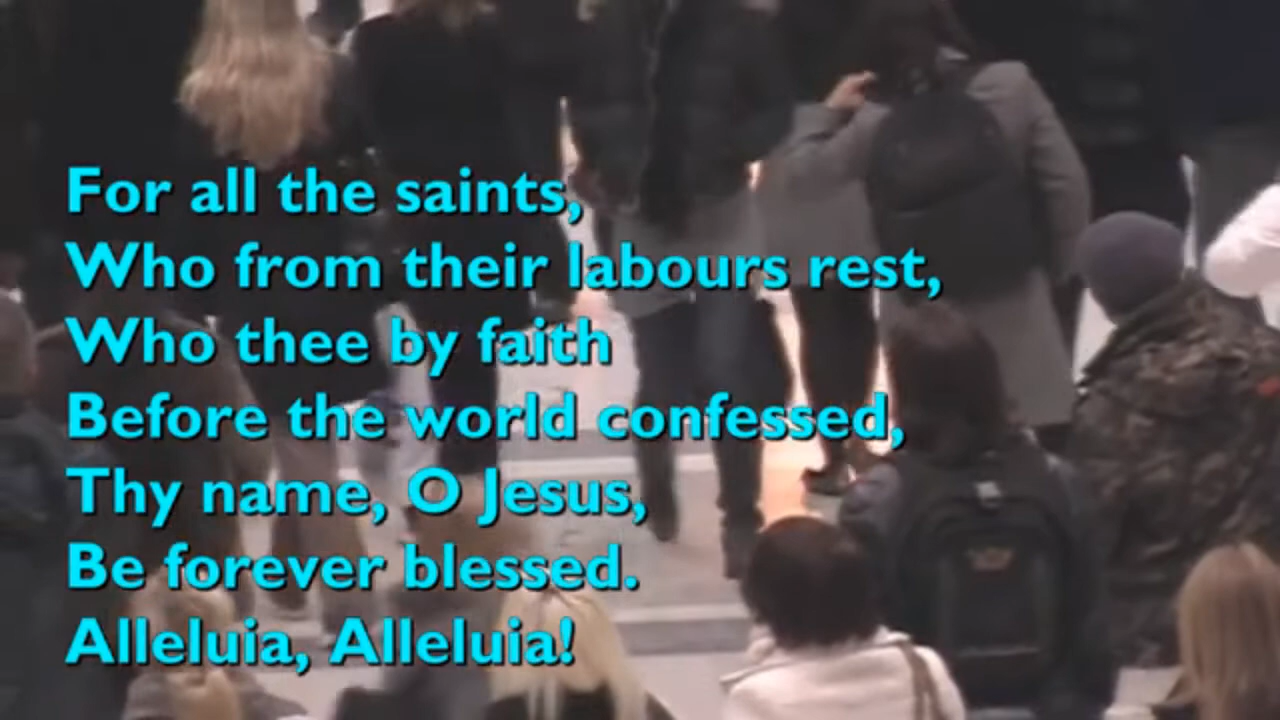 For all the saints,
Who from their labours rest,
Who thee by faith
Before the world confessed,
Thy name, O Jesus,
Be forever blessed.
Alleluia, Alleluia!